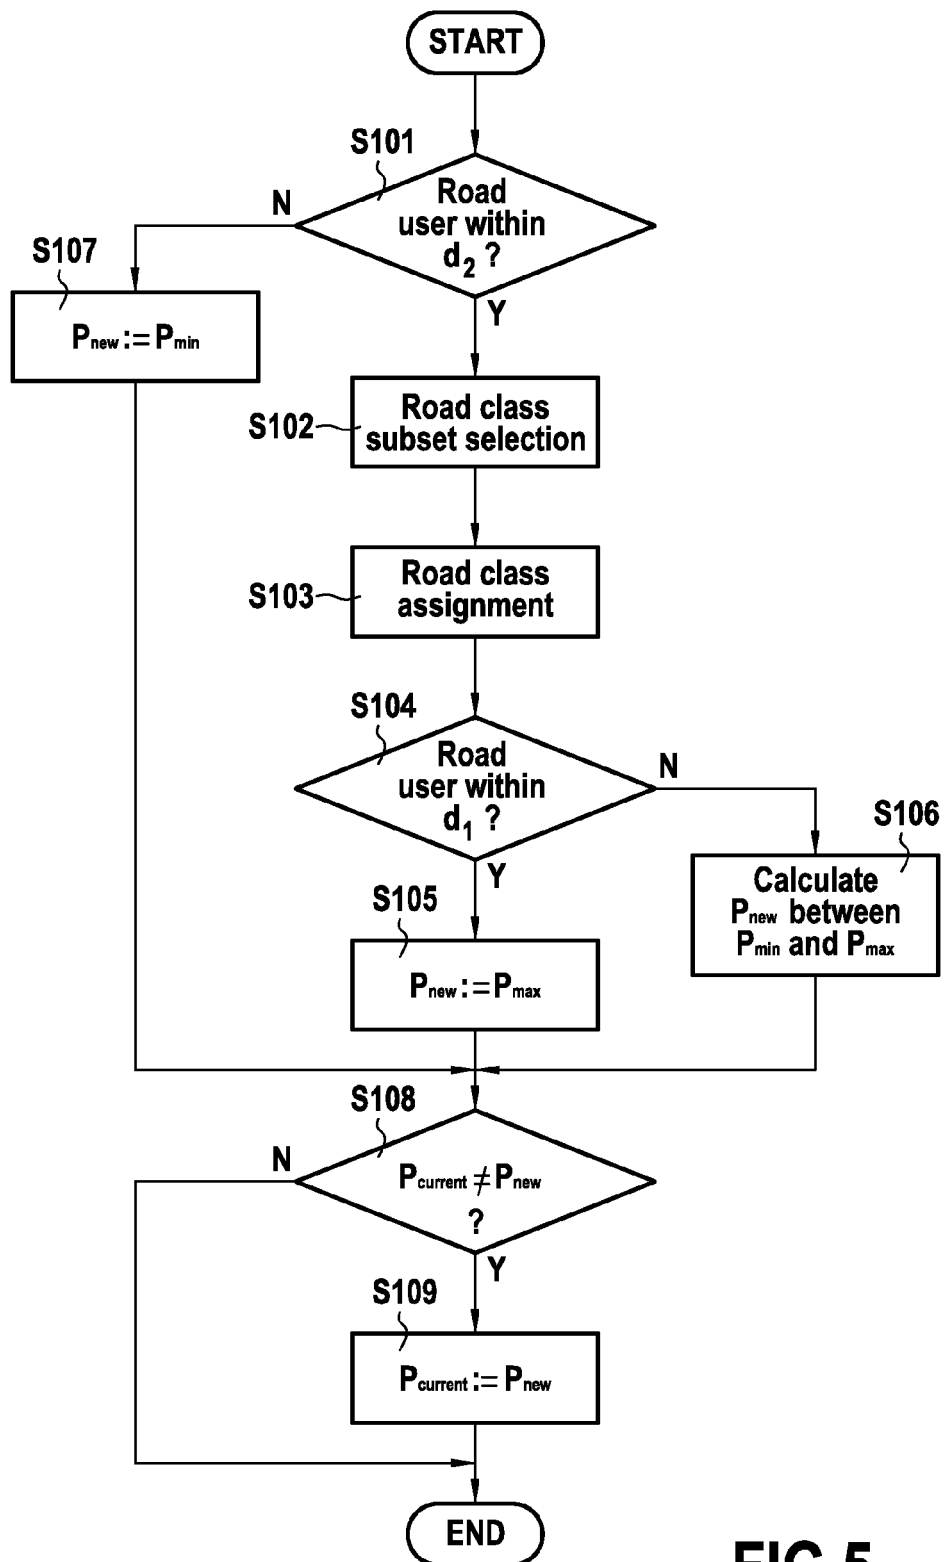 START
S101
Road
user within
d₂ ?
N
Y
S107
Pnew := Pmin
S102
Road class
subset selection
S103
Road class
assignment
S104
Road
user within
d₁ ?
N
Y
S106
Calculate
Pnew between
Pmin and Pmax
S105
Pnew := Pmax
S108
Pcurrent ≠ Pnew
?
N
Y
S109
Pcurrent := Pnew
END
FIG.5